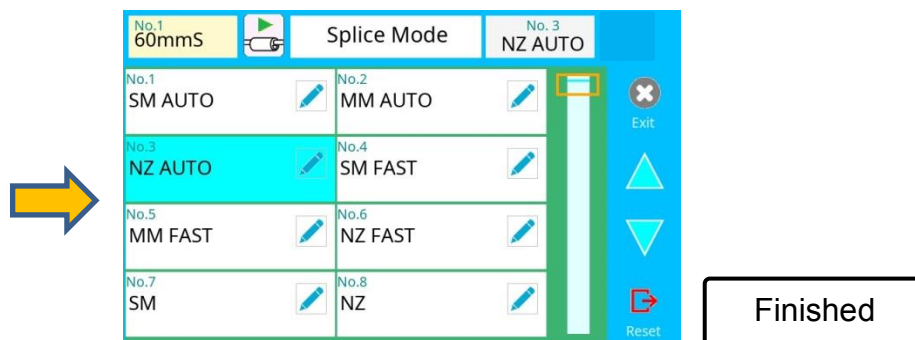 No.1
60mmS
Splice Mode
No. 3
NZ AUTO
No.1
SM AUTO
No.2
MM AUTO
Exit
No.3
NZ AUTO
No.4
SM FAST
No.5
MM FAST
No.6
NZ FAST
No.7
SM
No.8
NZ
Reset
Finished